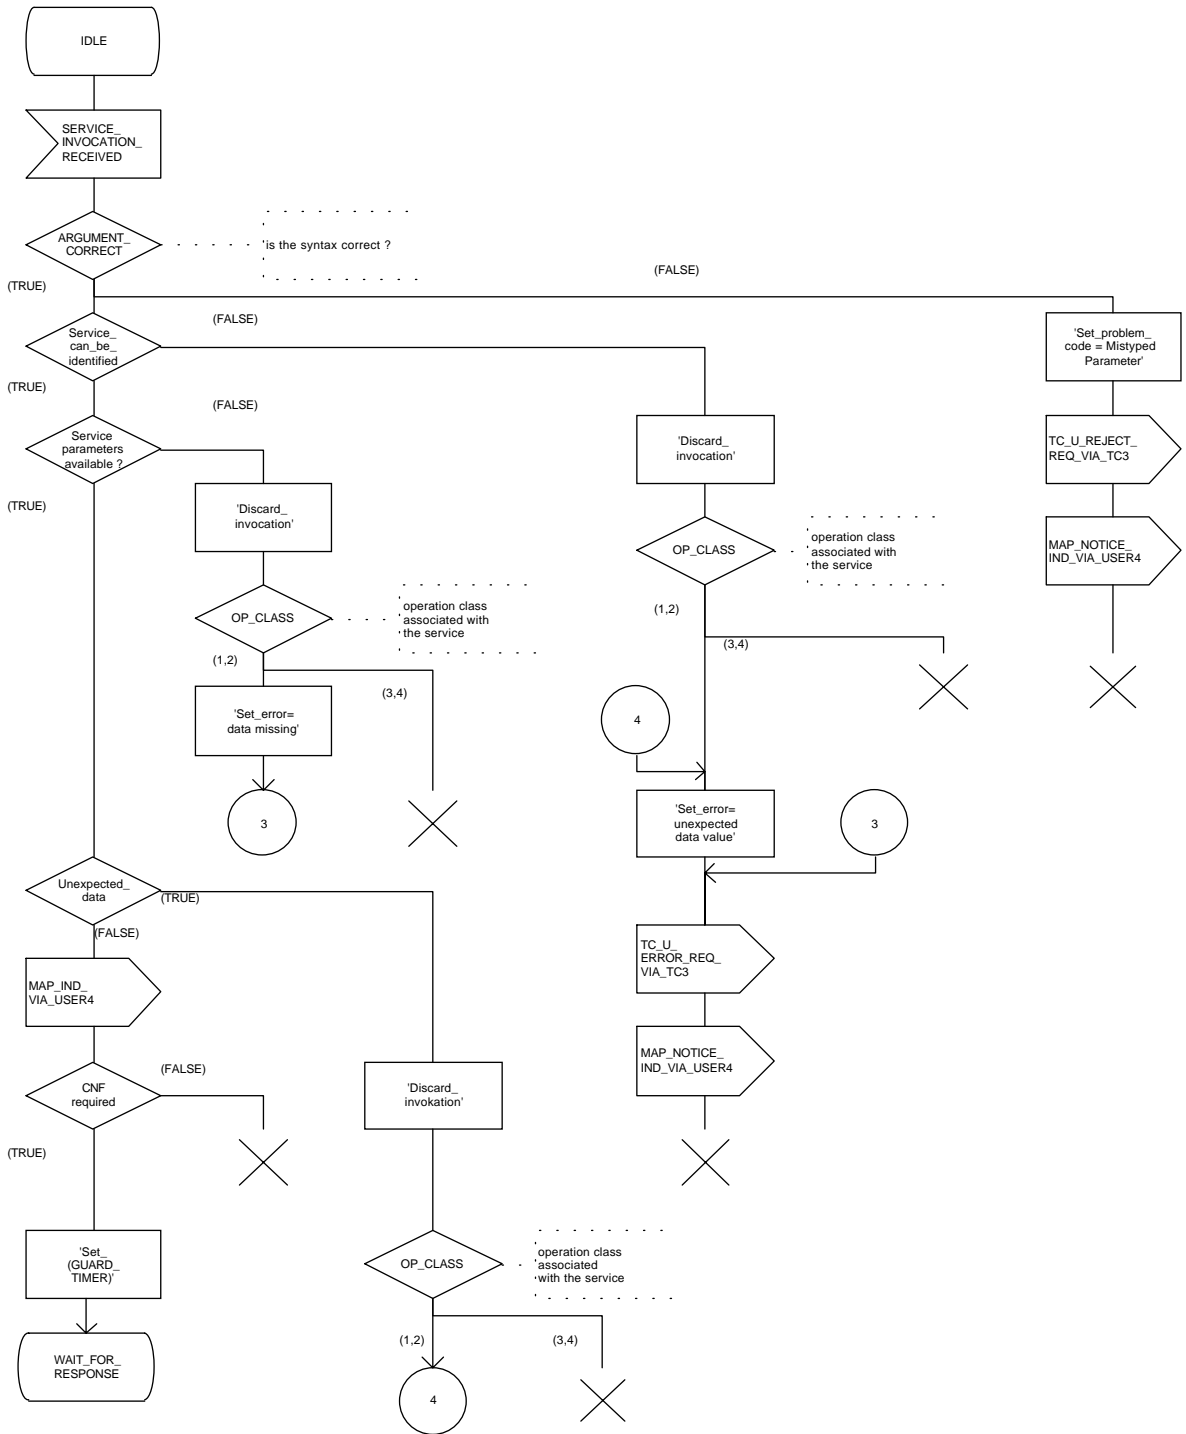 IDLE
SERVICE_
INVOCATION_
RECEIVED
ARGUMENT_
CORRECT
is the syntax correct ?
(TRUE)
(FALSE)
Service_
can_be_
identified
(FALSE)
'Set_problem_
code = Mistyped
Parameter'
(TRUE)
(FALSE)
Service
parameters
available ?
'Discard_
invocation'
TC_U_REJECT_
REQ_VIA_TC3
(TRUE)
'Discard_
invocation'
OP_CLASS
operation class
associated with
the service
MAP_NOTICE_
IND_VIA_USER4
OP_CLASS
operation class
associated with
the service
(1,2)
(3,4)
(1,2)
(3,4)
'Set_error=
data missing'
4
3
'Set_error=
unexpected
data value'
3
Unexpected_
data
(TRUE)
(FALSE)
TC_U_
ERROR_REQ_
VIA_TC3
MAP_IND_
VIA_USER4
MAP_NOTICE_
IND_VIA_USER4
CNF
required
(FALSE)
'Discard_
invokation'
(TRUE)
'Set_
(GUARD_
TIMER)'
OP_CLASS
operation class
associated
with the service
(1,2)
(3,4)
WAIT_FOR_
RESPONSE
4